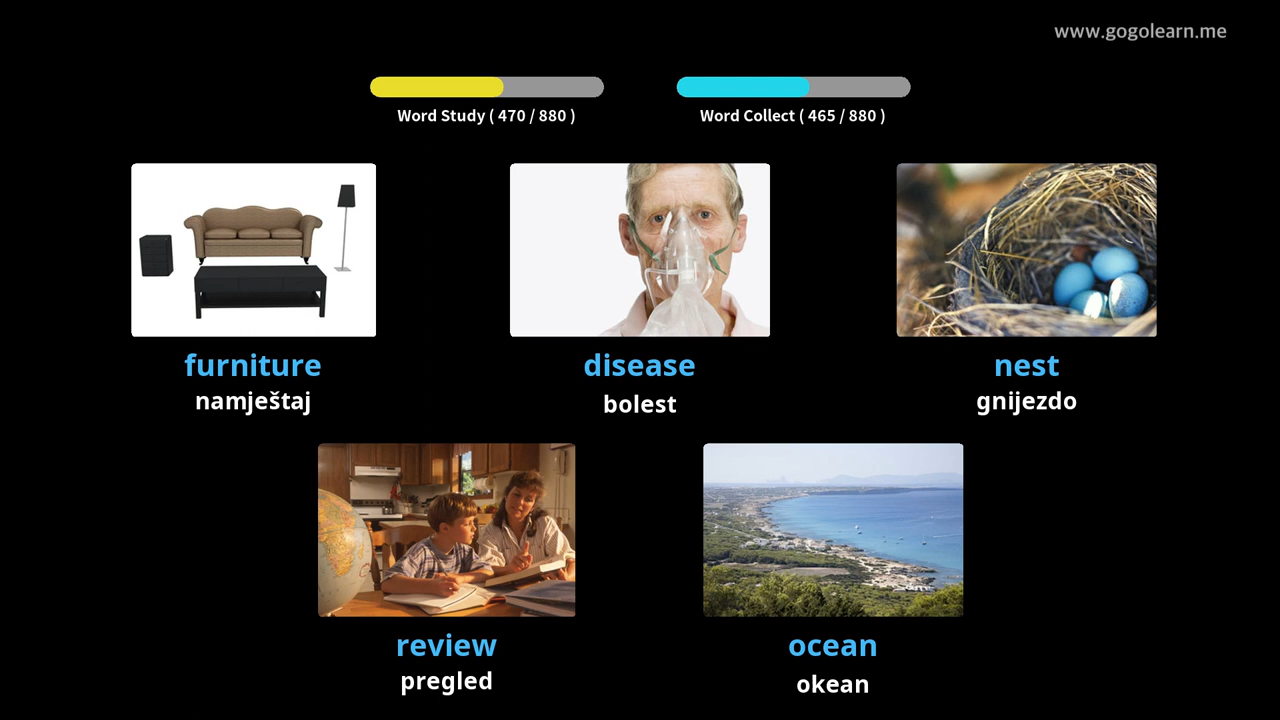 www.gogolearn.me
Word Study ( 470 / 880 )
Word Collect ( 465 / 880 )
furniture
namještaj
disease
bolest
nest
gnijezdo
review
pregled
ocean
okean